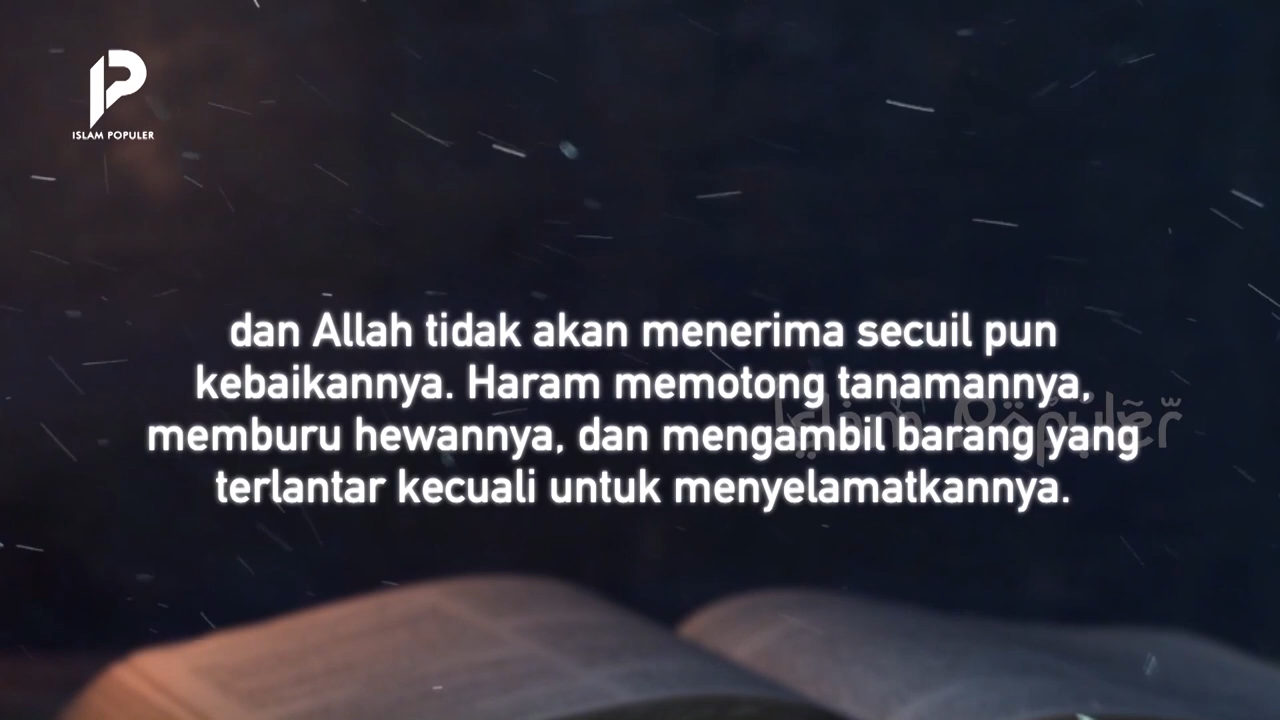 ISLAM POPULER
dan Allah tidak akan menerima secuil pun
kebaikannya. Haram memotong tanamannya,
memburu hewannya, dan mengambil barang yang
terlantar kecuali untuk menyelamatkannya.
Islam Populer